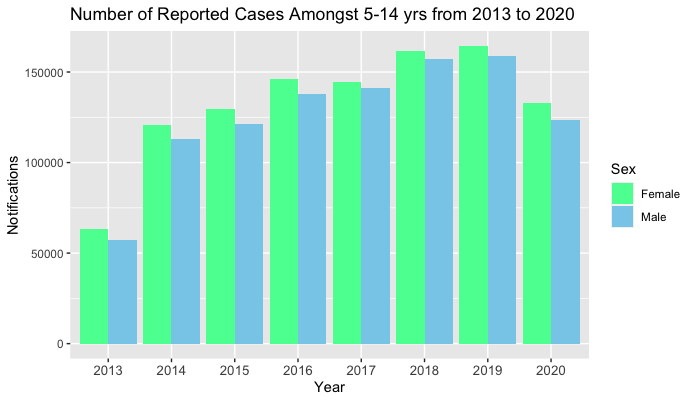 Number of Reported Cases Amongst 5-14 yrs from 2013 to 2020
150000
100000
50000
0
Notifications
2013 2014 2015 2016 2017 2018 2019 2020
Year
Sex
Female
Male